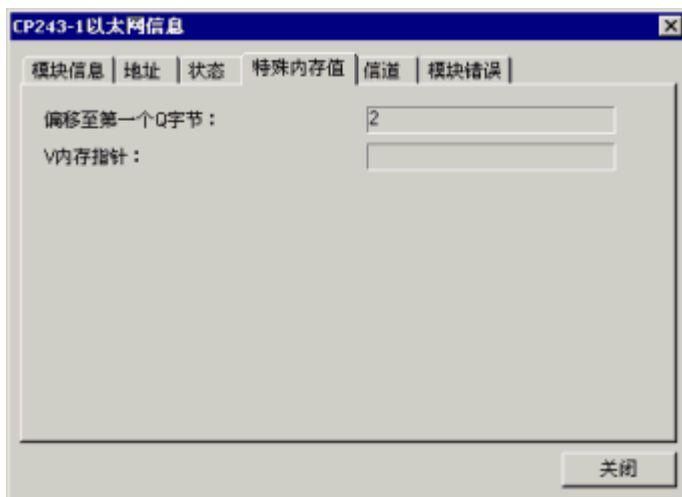 CP243-1以太网信息
模块信息 地址 状态 特殊内存值 信道 模块错误
偏移至第一个Q字节： 2
V内存指针：
关闭